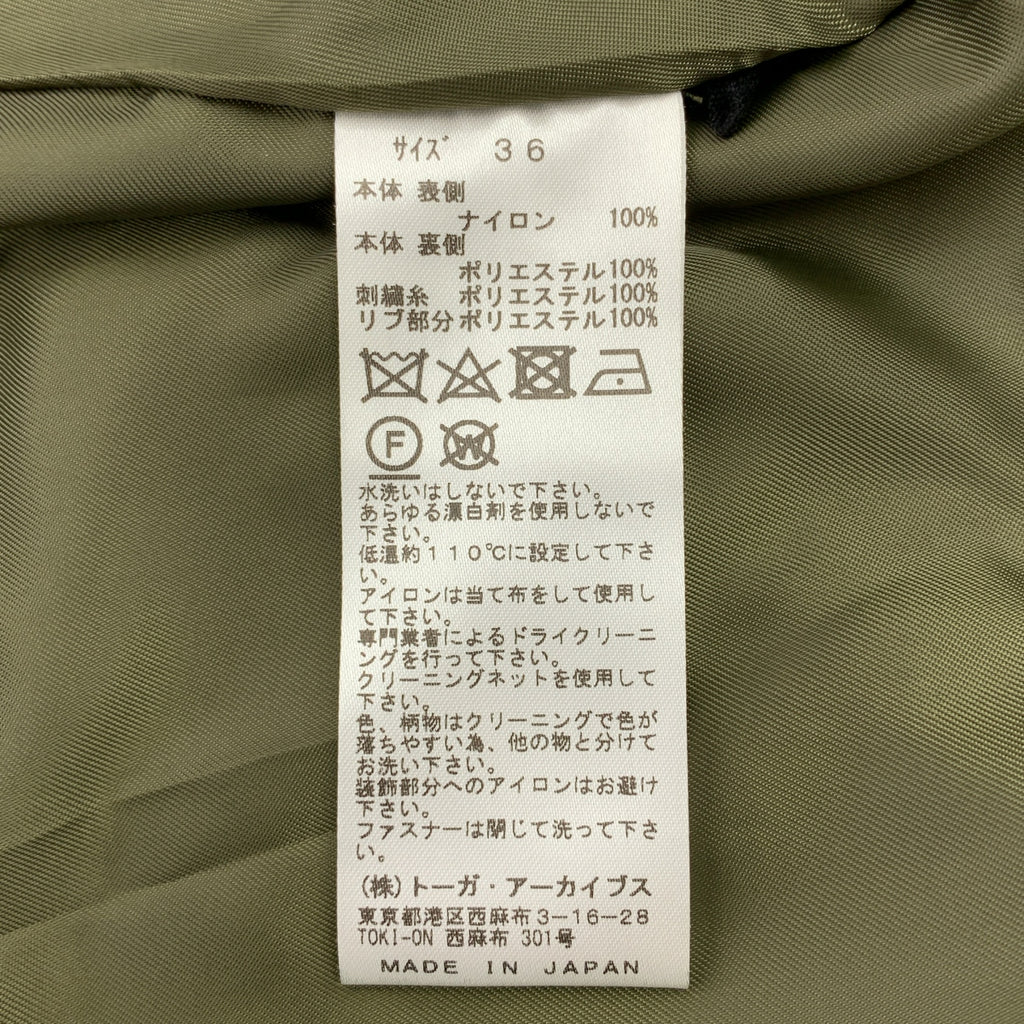 サイズ 36
本体 表側
ナイロン 100%
本体 裏側
ポリエステル100%
刺繍糸 ポリエステル100%
リブ部分ポリエステル100%
F
W
水洗いはしないで下さい。
あらゆる漂白剤を使用しないで
下さい。
低温約110℃に設定して下さ
い。
アイロンは当て布をして使用し
て下さい。
専門業者によるドライクリーニ
ングを行って下さい。
クリーニングネットを使用して
下さい。
色、柄物はクリーニングで色が
落ちやすい為、他の物と分けて
お洗い下さい。
装飾部分へのアイロンはお避け
下さい。
ファスナーは閉じて洗って下さ
い。
(株)トーガ・アーカイブス
東京都港区西麻布3-16-28
TOKI-ON 西麻布 301号
MADE IN JAPAN